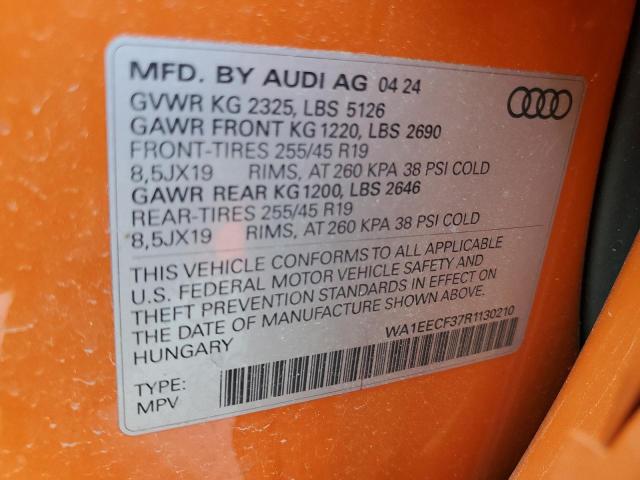 MFD. BY AUDI AG 04 24
GVWR KG 2325, LBS 5126
GAWR FRONT KG 1220, LBS 2690
FRONT-TIRES 255/45 R19
8,5JX19 RIMS, AT 260 KPA 38 PSI COLD
GAWR REAR KG 1200, LBS 2646
REAR-TIRES 255/45 R19
8,5JX19 RIMS, AT 260 KPA 38 PSI COLD
THIS VEHICLE CONFORMS TO ALL APPLICABLE
U.S. FEDERAL MOTOR VEHICLE SAFETY AND
THEFT PREVENTION STANDARDS IN EFFECT ON
THE DATE OF MANUFACTURE SHOWN ABOVE.
HUNGARY
WA1EECF37R1130210
TYPE:
MPV